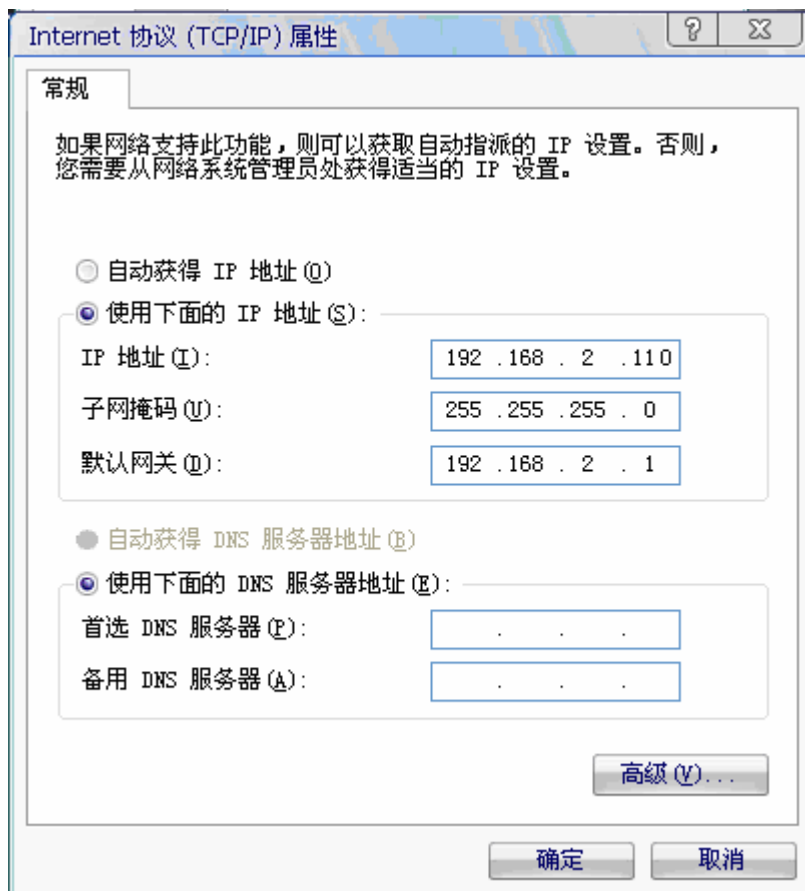 Internet 协议 (TCP/IP) 属性
常规
如果网络支持此功能，则可以获取自动指派的 IP 设置。否则，
您需要从网络系统管理员处获得适当的 IP 设置。
自动获得 IP 地址(O)
使用下面的 IP 地址(S):
IP 地址(I): 192 .168 . 2 .110
子网掩码(U): 255 .255 .255 . 0
默认网关(D): 192 .168 . 2 . 1
自动获得 DNS 服务器地址(B)
使用下面的 DNS 服务器地址(E):
首选 DNS 服务器(P): . . .
备用 DNS 服务器(A): . . .
高级(V)...
确定 取消